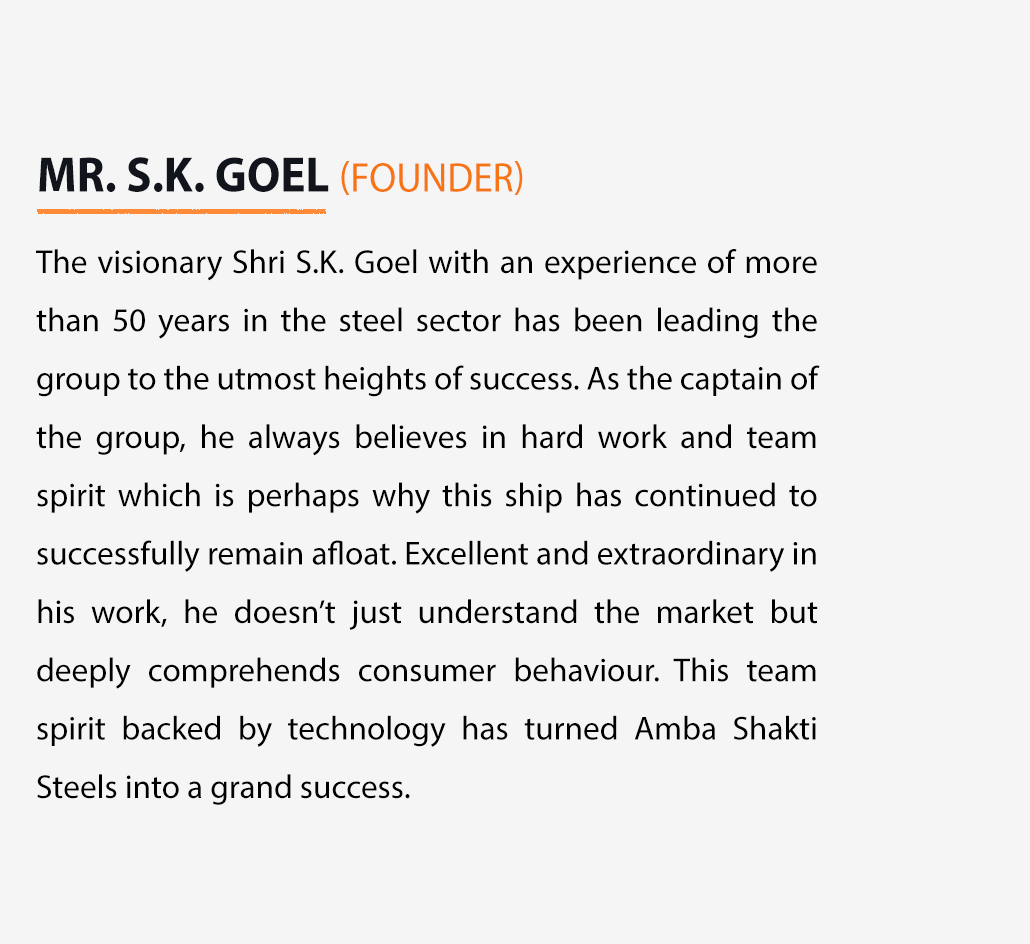 MR. S.K. GOEL (FOUNDER)
The visionary Shri S.K. Goel with an experience of more
than 50 years in the steel sector has been leading the
group to the utmost heights of success. As the captain of
the group, he always believes in hard work and team
spirit which is perhaps why this ship has continued to
successfully remain afloat. Excellent and extraordinary in
his work, he doesn’t just understand the market but
deeply comprehends consumer behaviour. This team
spirit backed by technology has turned Amba Shakti
Steels into a grand success.